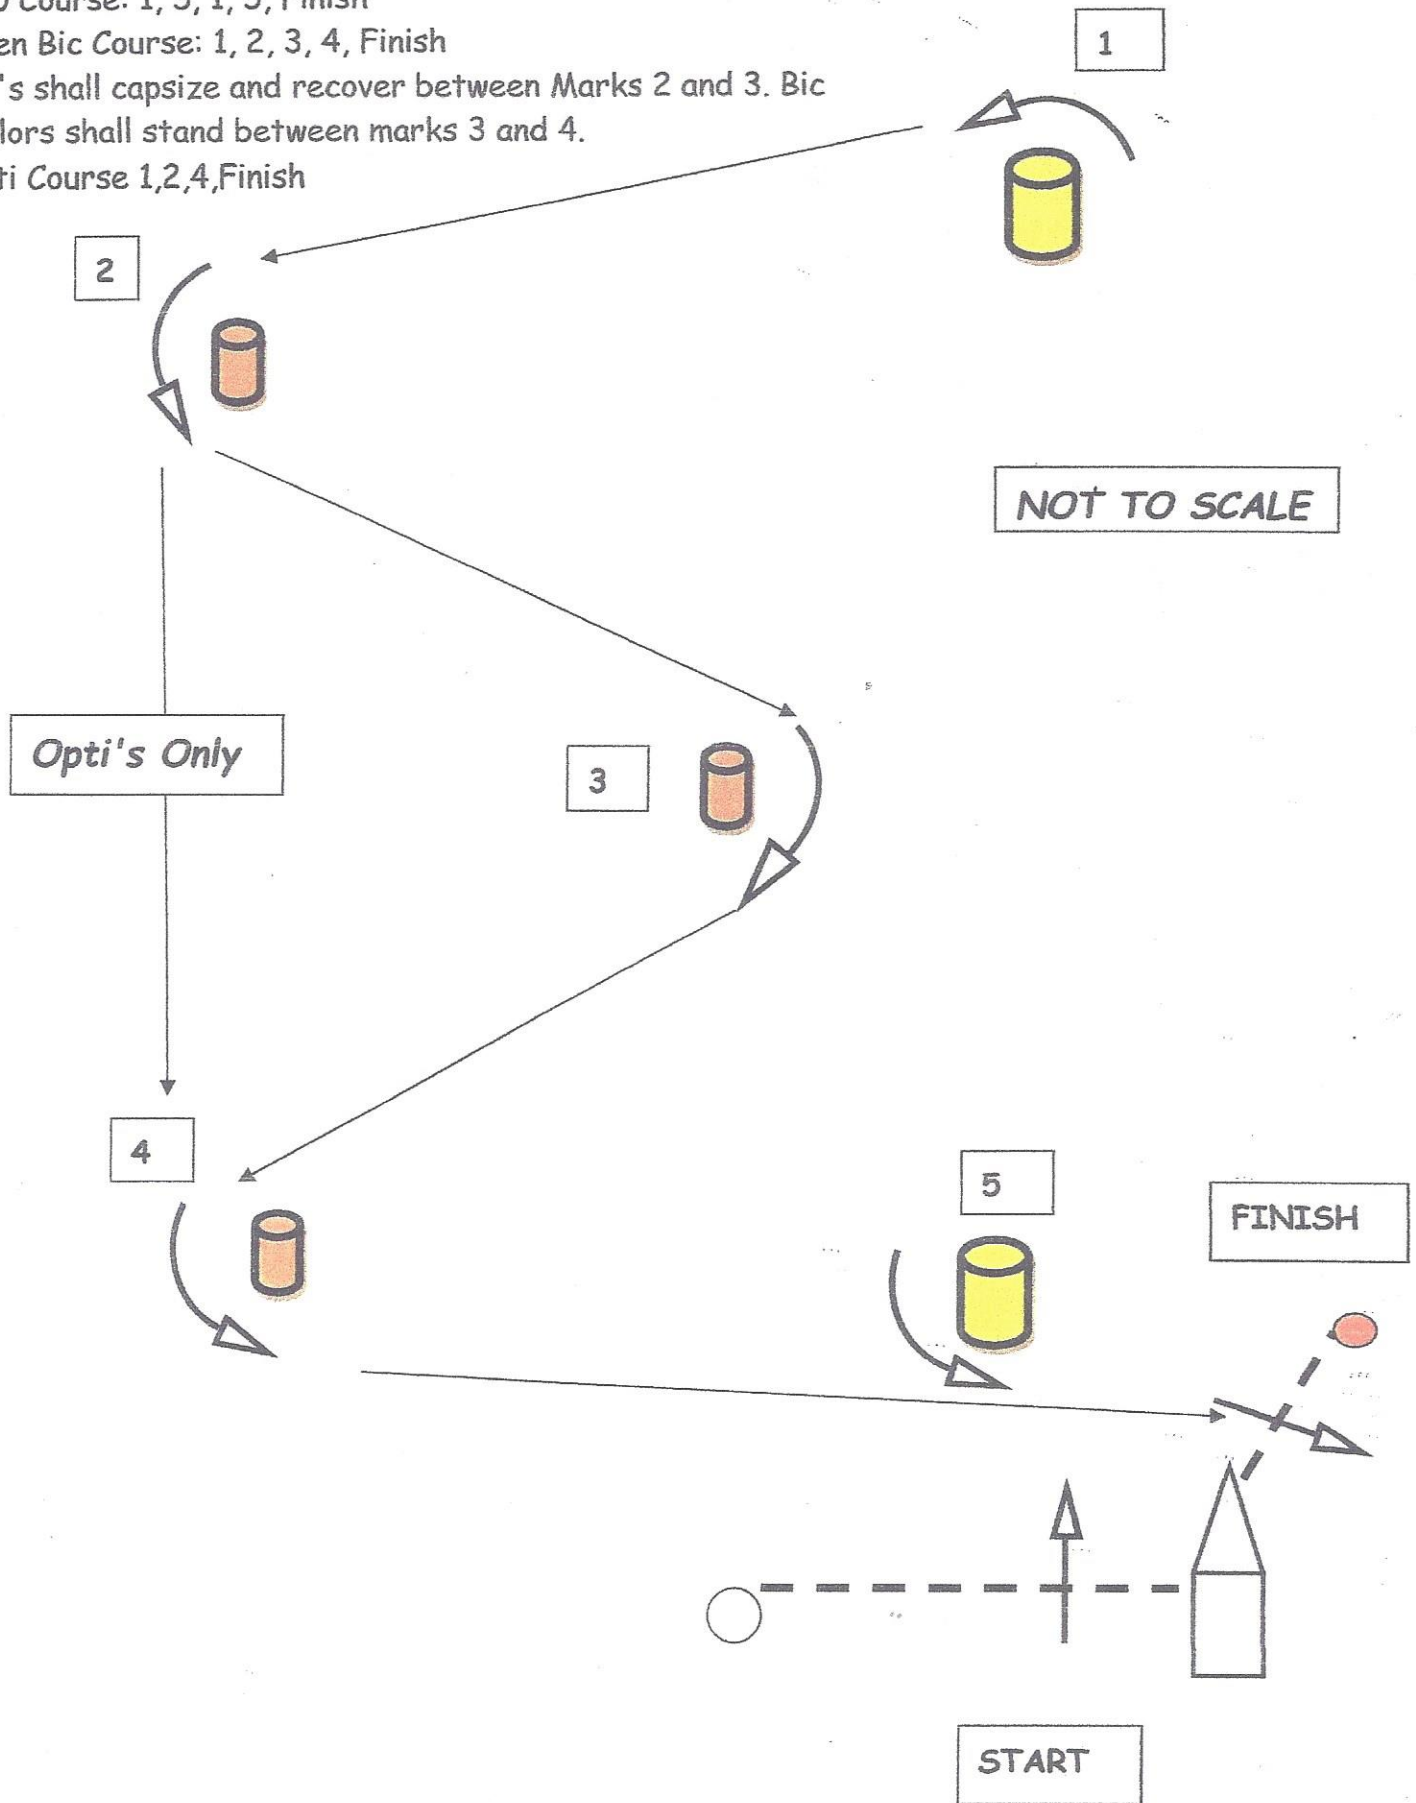 Course: 1, 5, 1, 5, Finish
en Bic Course: 1, 2, 3, 4, Finish
's shall capsize and recover between Marks 2 and 3. Bic
lors shall stand between marks 3 and 4.
ti Course 1,2,4,Finish
1
2
NOT TO SCALE
Opti's Only
3
4
5
FINISH
START